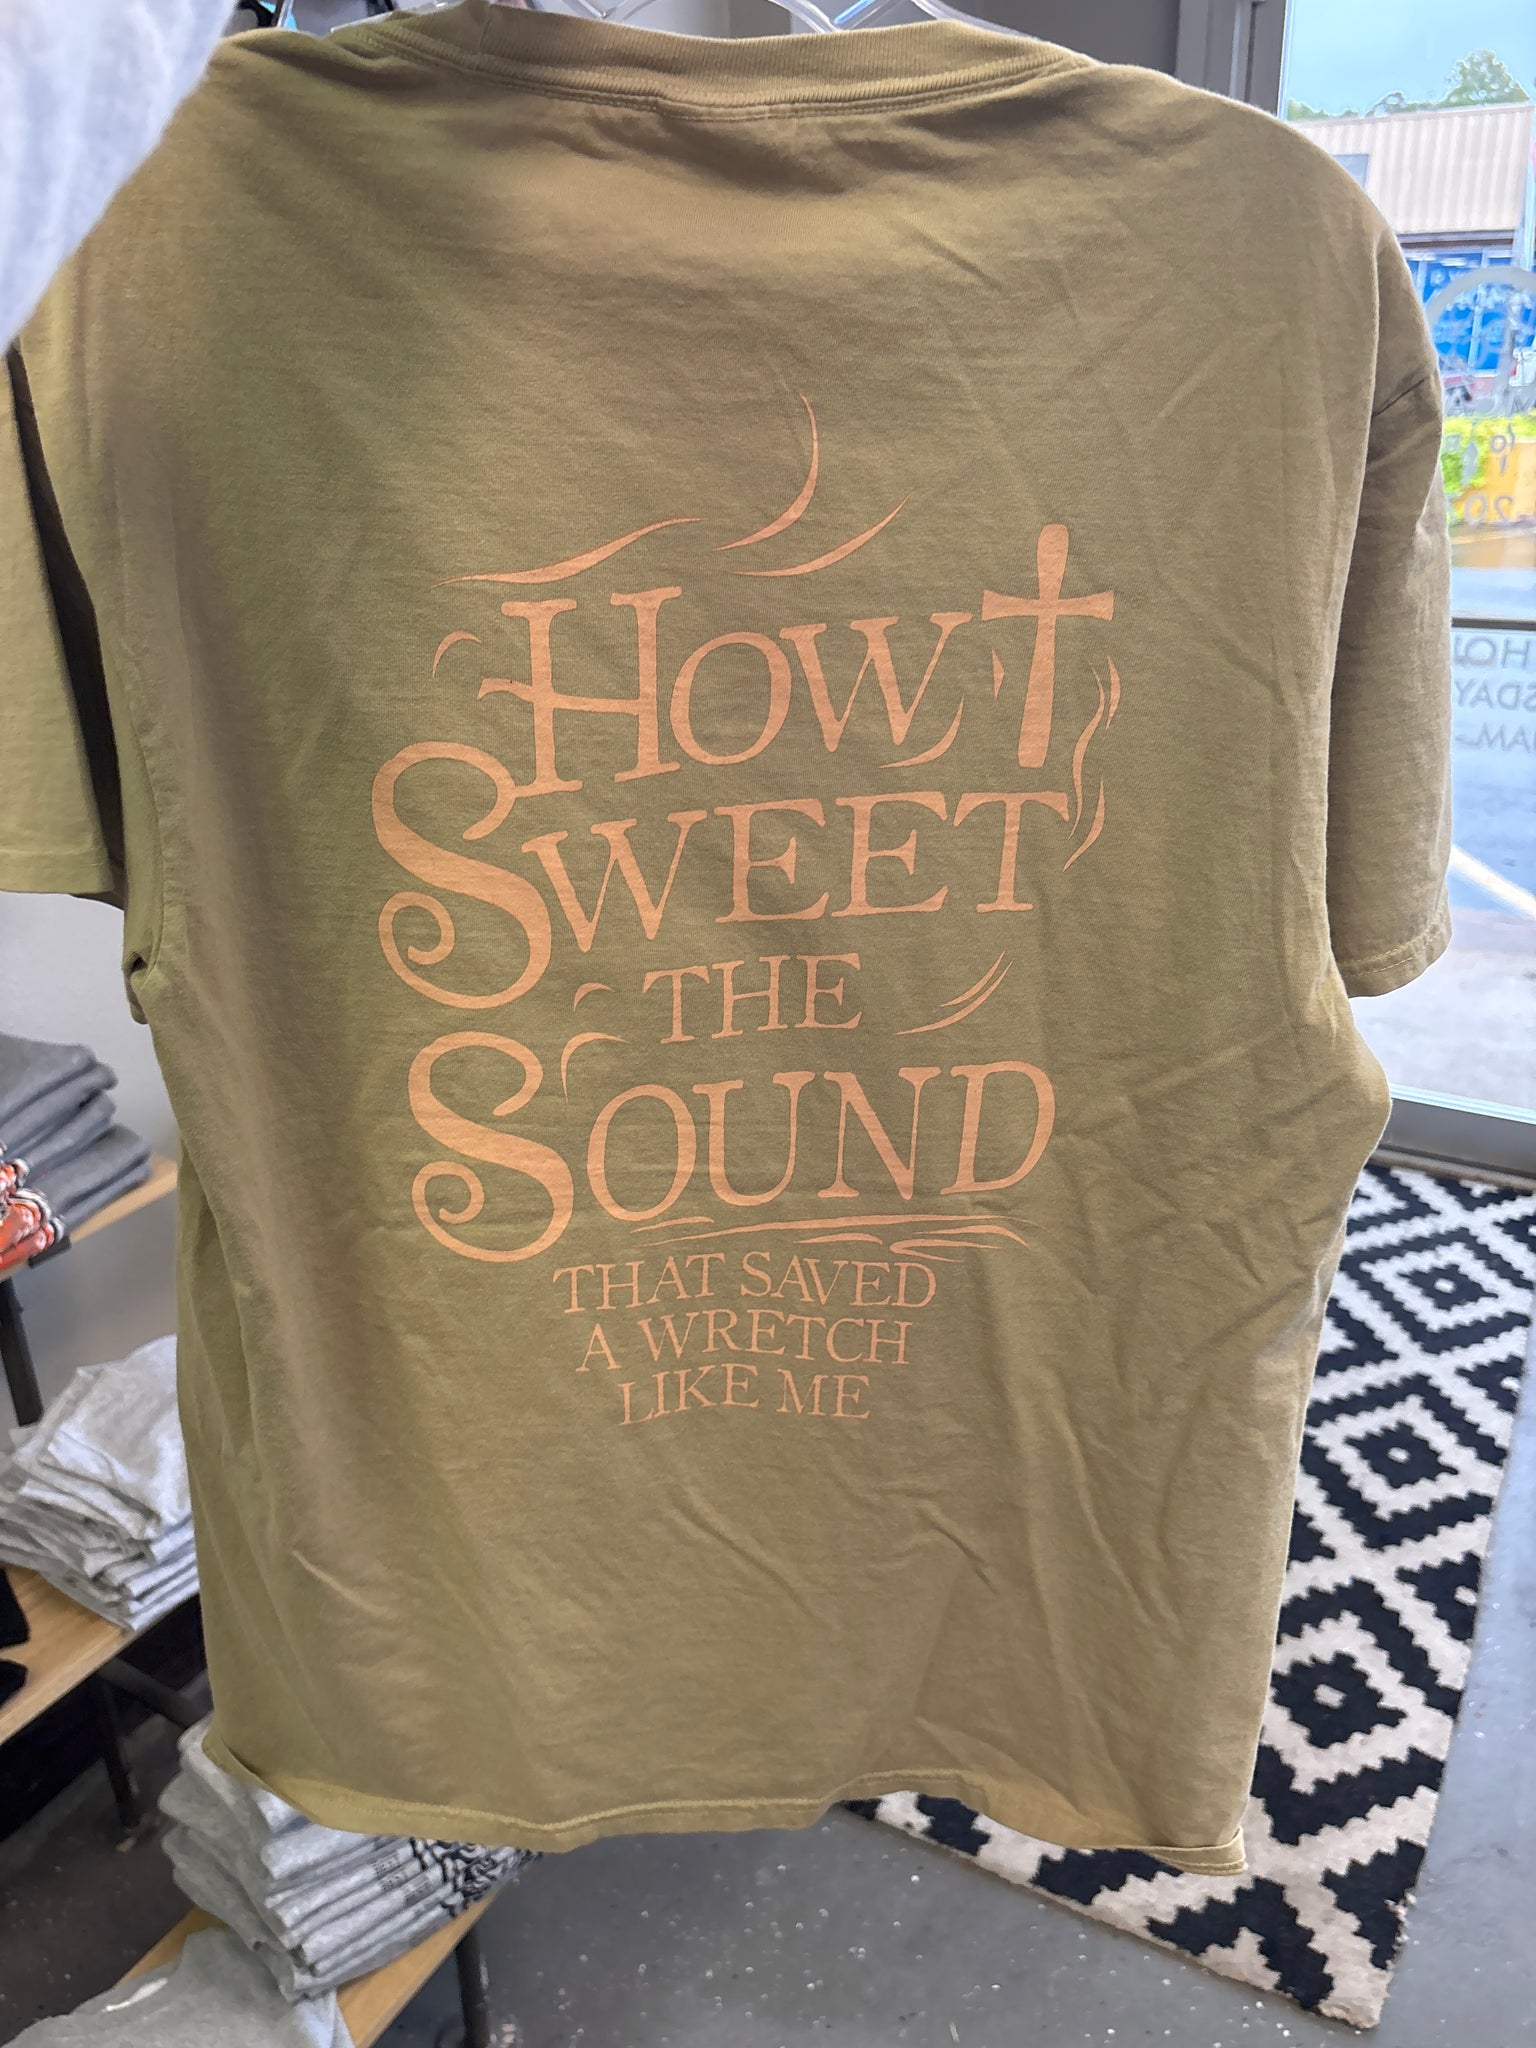 How
Sweet
the
Sound
THAT SAVED
A WRETCH
LIKE ME